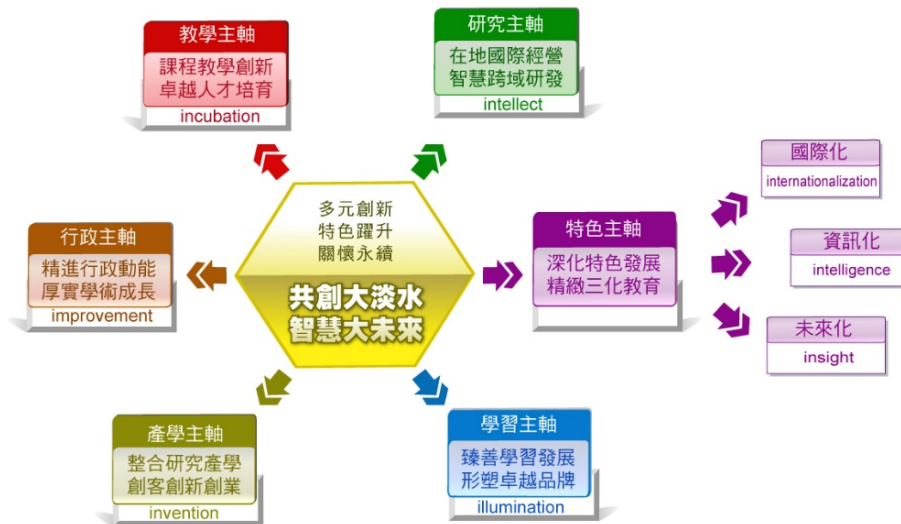 教學主軸
課程教學創新
卓越人才培育
incubation
研究主軸
在地國際經營
智慧跨域研發
intellect
多元創新
特色躍升
關懷永續
共創大淡水
智慧大未來
行政主軸
精進行政動能
厚實學術成長
improvement
特色主軸
深化特色發展
精緻三化教育
國際化
internationalization
資訊化
intelligence
未來化
insight
產學主軸
整合研究產學
創客創新創業
invention
學習主軸
臻善學習發展
形塑卓越品牌
illumination